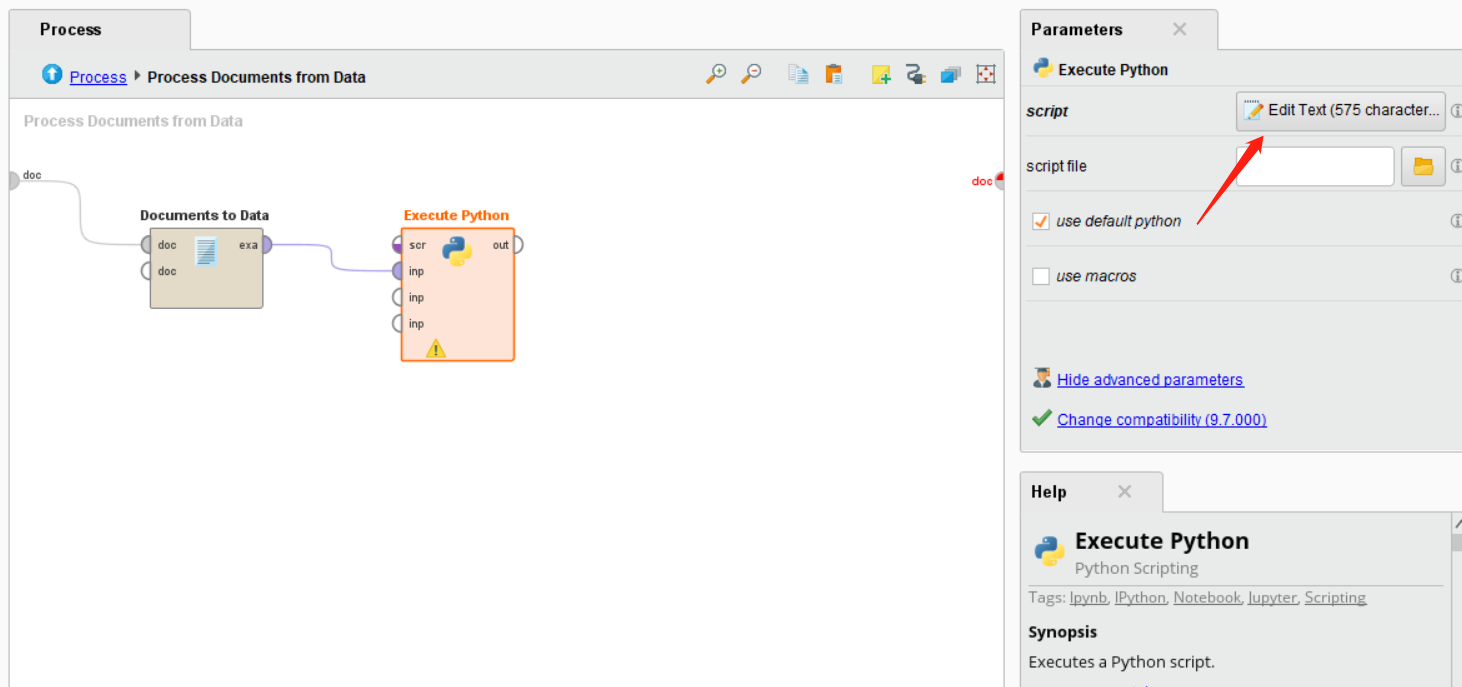 Process
Process Process Documents from Data
Process Documents from Data
doc
doc
Documents to Data
doc exa
doc
Execute Python
scr out
inp
inp
inp
Parameters
Execute Python
script Edit Text (575 character...
script file
use default python
use macros
Hide advanced parameters
Change compatibility (9.7.000)
Help
Execute Python
Python Scripting
Tags: Ipynb, IPython, Notebook, Jupyter, Scripting
Synopsis
Executes a Python script.